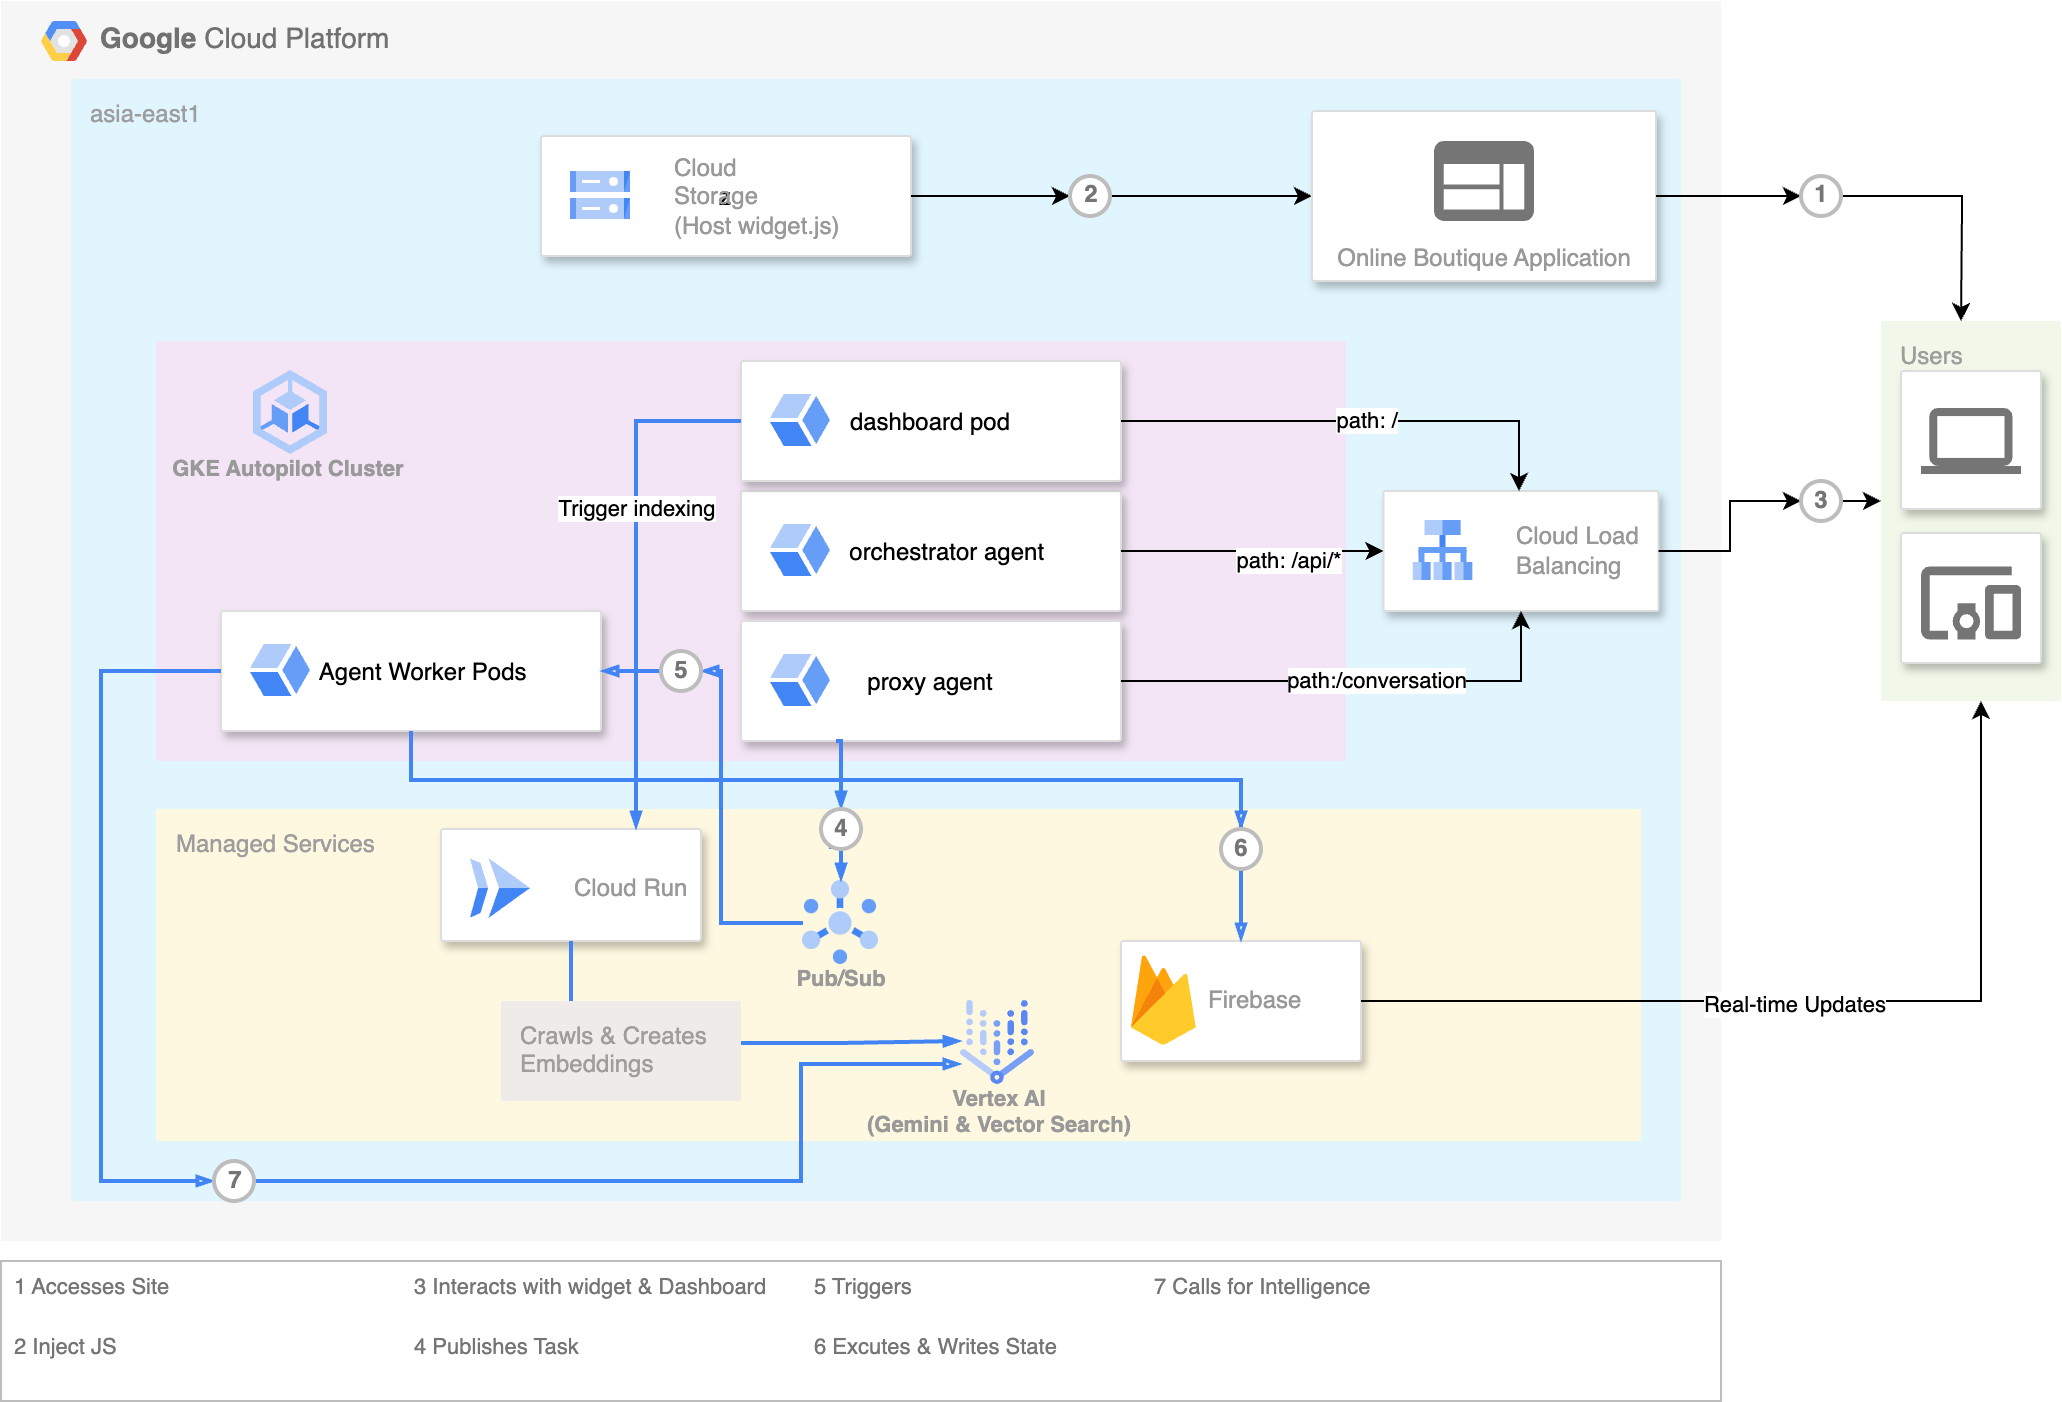 Google Cloud Platform
asia-east1
Cloud
Storage
(Host widget.js)
2
2
1
Online Boutique Application
Users
GKE Autopilot Cluster
dashboard pod
path: /
Trigger indexing
orchestrator agent
path: /api/*
Cloud Load
Balancing
3
Agent Worker Pods
5
proxy agent
path:/conversation
Managed Services
4
6
Cloud Run
Pub/Sub
Firebase
Real-time Updates
Crawls & Creates
Embeddings
Vertex AI
(Gemini & Vector Search)
7
1 Accesses Site
3 Interacts with widget & Dashboard
5 Triggers
7 Calls for Intelligence
2 Inject JS
4 Publishes Task
6 Excutes & Writes State